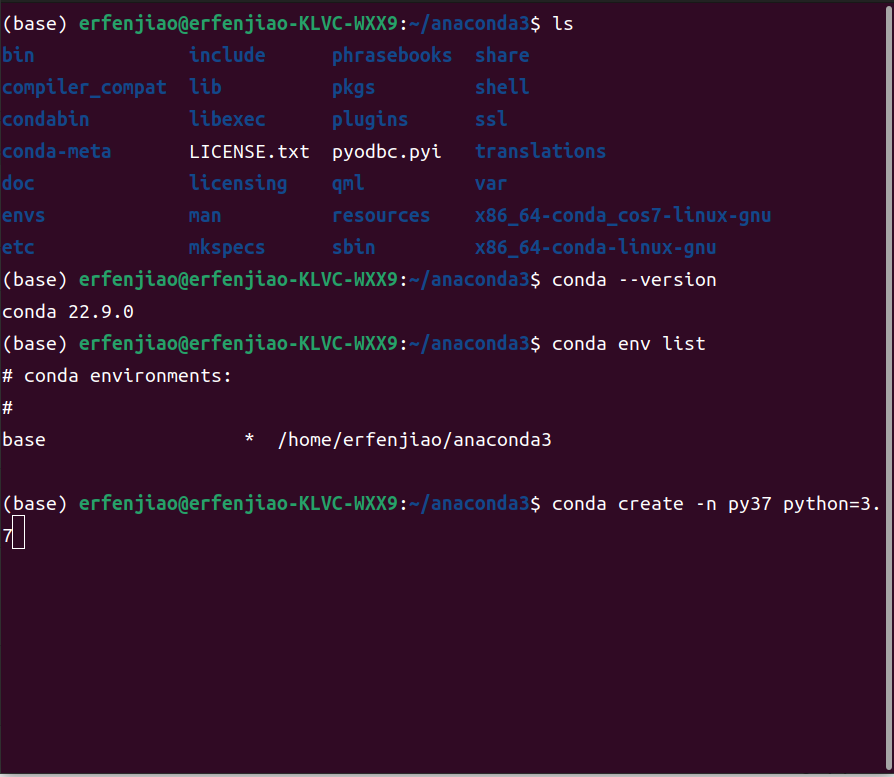 (base) erfenjiao@erfenjiao-KLVC-WXX9:~/anaconda3$ ls
bin              include      phrasebooks  share
compiler_compat  lib          pkgs         shell
condabin         libexec      plugins      ssl
conda-meta       LICENSE.txt  pyodbc.pyi   translations
doc              licensing    qml          var
envs             man          resources    x86_64-conda_cos7-linux-gnu
etc              mkspecs      sbin         x86_64-conda-linux-gnu
(base) erfenjiao@erfenjiao-KLVC-WXX9:~/anaconda3$ conda --version
conda 22.9.0
(base) erfenjiao@erfenjiao-KLVC-WXX9:~/anaconda3$ conda env list
# conda environments:
#
base                  *  /home/erfenjiao/anaconda3
(base) erfenjiao@erfenjiao-KLVC-WXX9:~/anaconda3$ conda create -n py37 python=3.
7